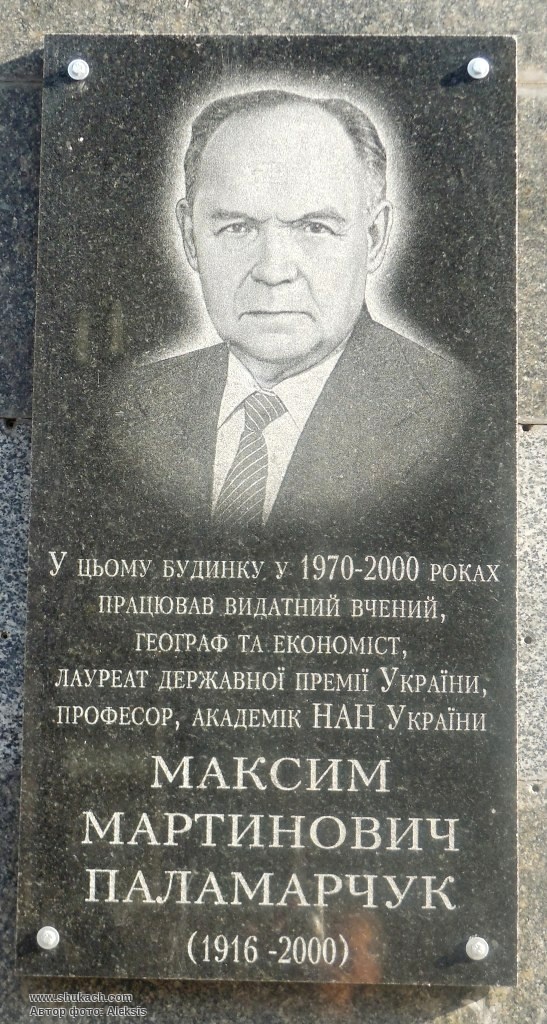 У цьому будинку у 1970-2000 роках
працював видатний вчений,
географ та економіст,
лауреат державної премії України,
професор, академік НАН України
МАКСИМ
МАРТИНОВИЧ
ПАЛАМАРЧУК
(1916 -2000)
www.shukach.com
Автор фото: Aleksis